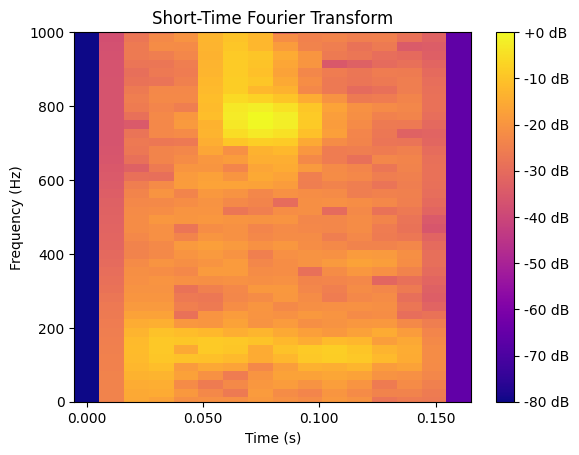 Short-Time Fourier Transform
Frequency (Hz)
1000
800
600
400
200
0
0.000
0.050
0.100
0.150
Time (s)
+0 dB
-10 dB
-20 dB
-30 dB
-40 dB
-50 dB
-60 dB
-70 dB
-80 dB